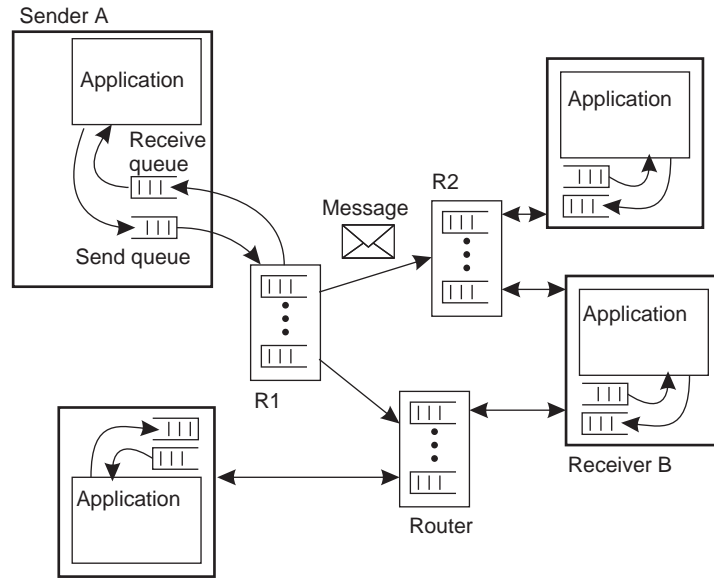 Sender A
Application
Receive
queue
Send queue
Message
R2
Application
R1
Application
Receiver B
Application
Router